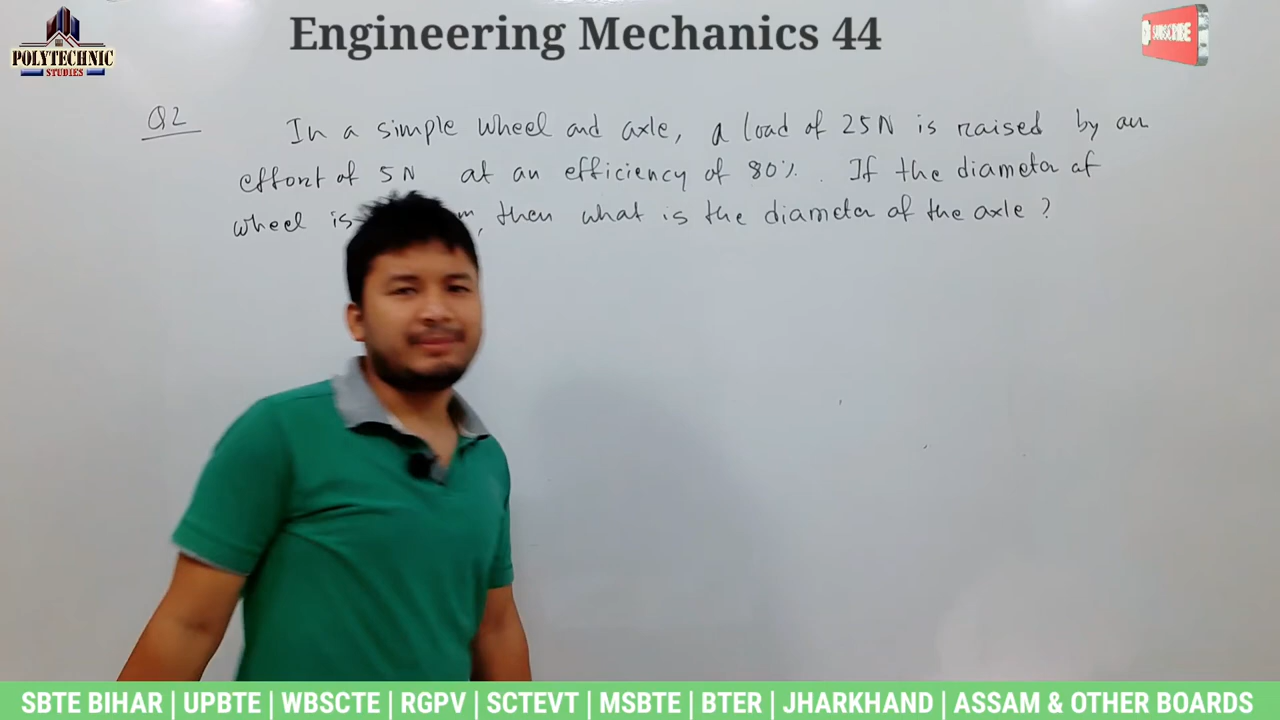 Engineering Mechanics 44
POLYTECHNIC
STUDIES
SUBSCRIBE
Q2 In a simple wheel and axle, a load of 25N is raised by an
effort of 5N at an efficiency of 80%. If the diameter of
wheel is then what is the diameter of the axle ?
SBTE BIHAR | UPBTE | WBSCTE | RGPV | SCTEVT | MSBTE | BTER | JHARKHAND | ASSAM & OTHER BOARDS